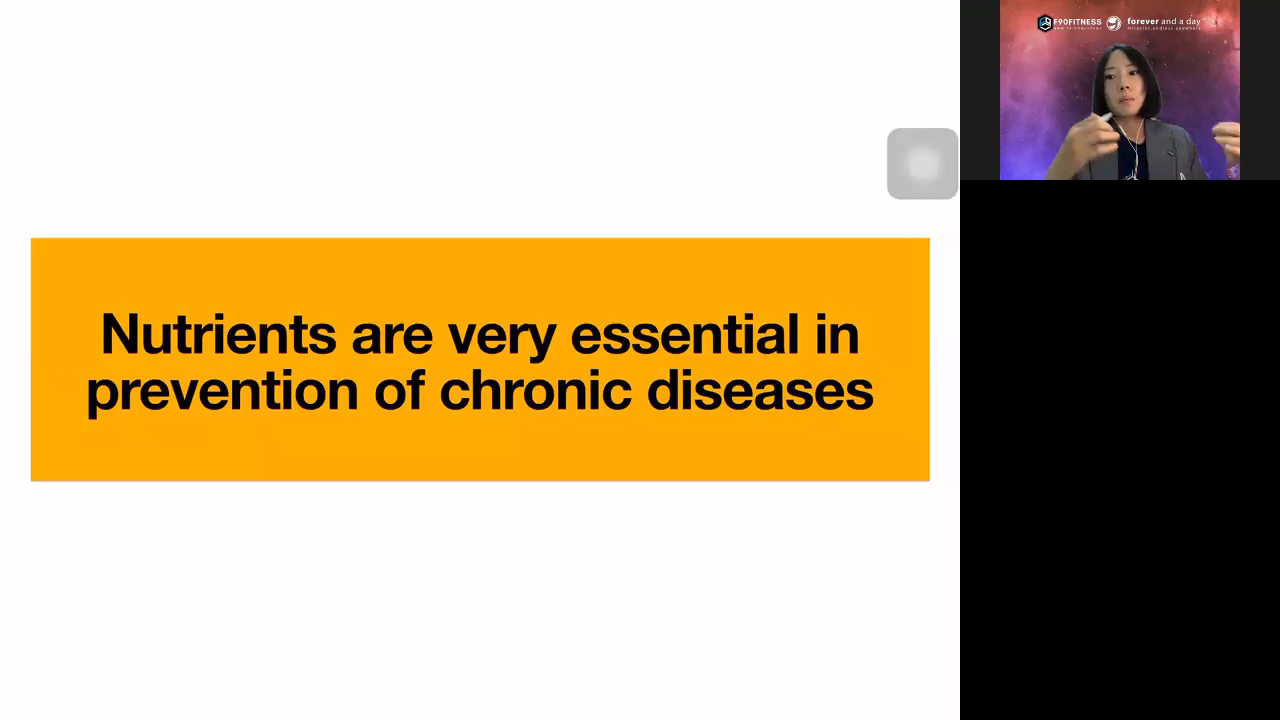 F90FITNESS
forever and a day
Nutrients are very essential in
prevention of chronic diseases